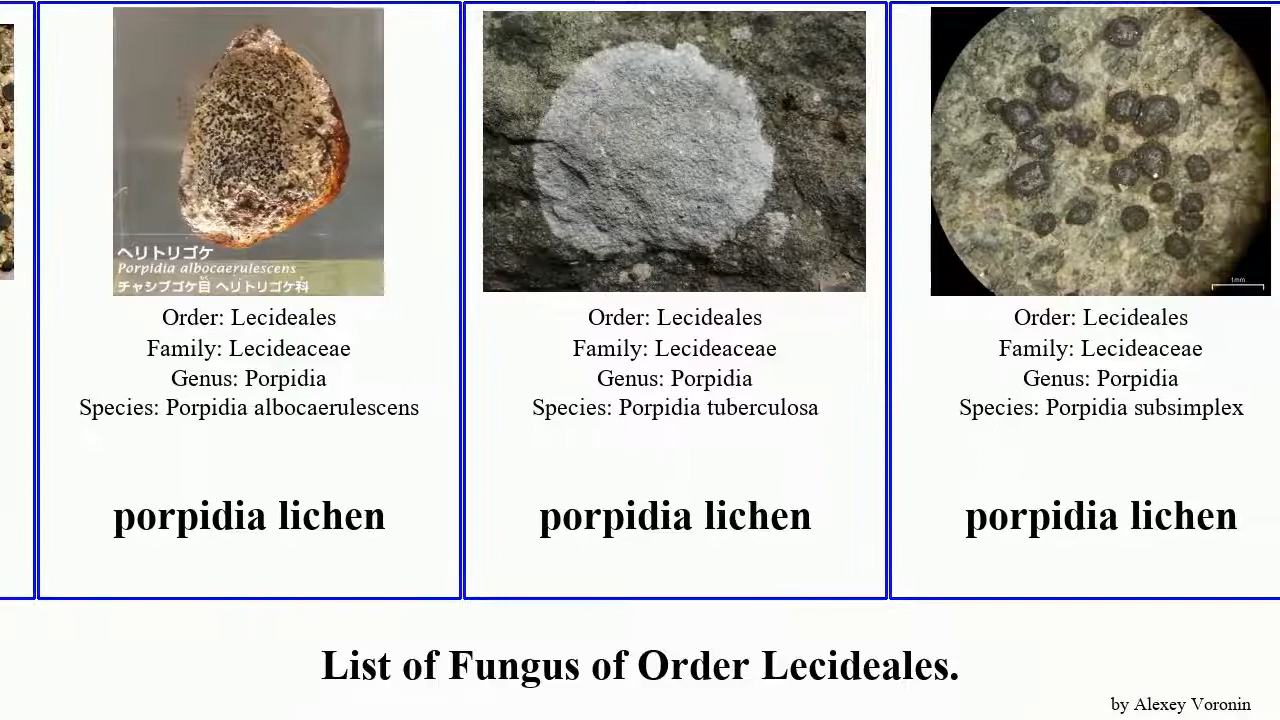 ヘリトリゴケ
Porpidia albocaerulescens
チャシブゴケ目 ヘリトリゴケ科
1mm
Order: Lecideales
Family: Lecideaceae
Genus: Porpidia
Species: Porpidia albocaerulescens
porpidia lichen
Order: Lecideales
Family: Lecideaceae
Genus: Porpidia
Species: Porpidia tuberculosa
porpidia lichen
Order: Lecideales
Family: Lecideaceae
Genus: Porpidia
Species: Porpidia subsimplex
porpidia lichen
List of Fungus of Order Lecideales.
by Alexey Voronin